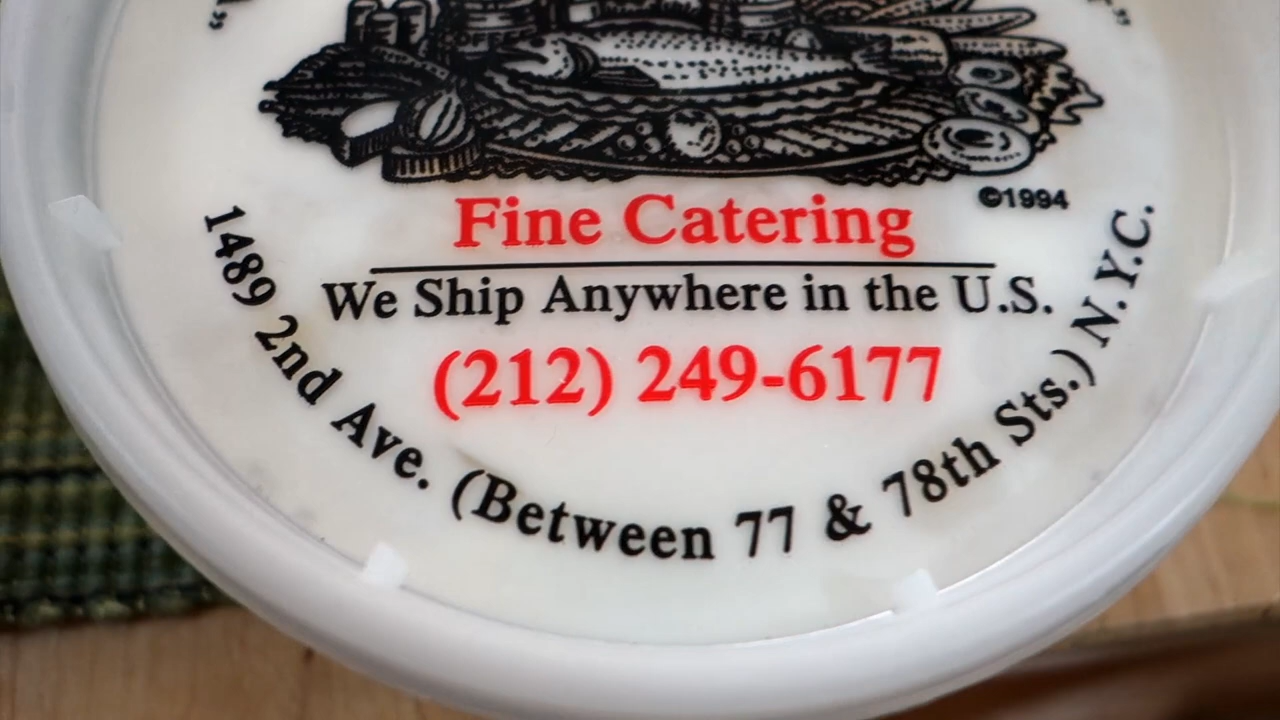 ©1994
Fine Catering
We Ship Anywhere in the U.S.
(212) 249-6177
1489 2nd Ave. (Between 77 & 78th Sts.) N.Y.C.